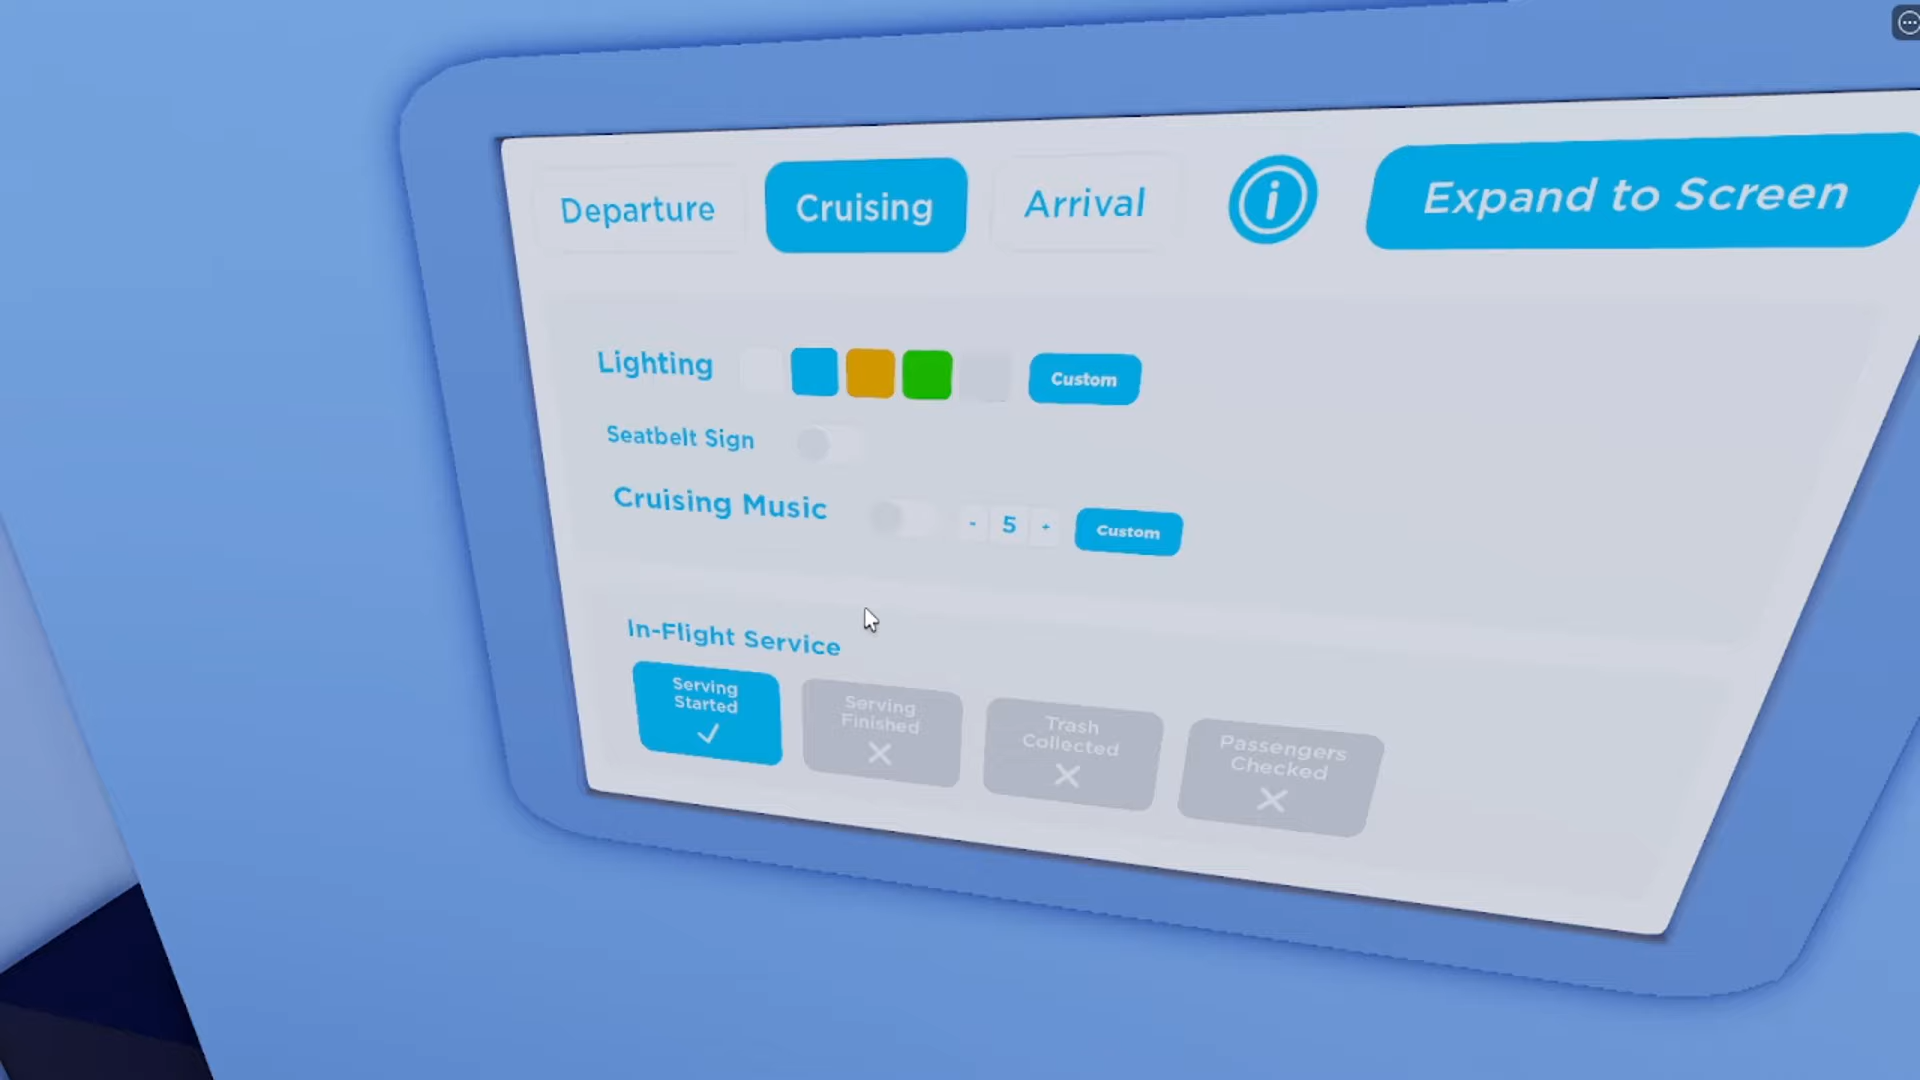 Departure
Cruising
Arrival
i
Expand to Screen
Lighting
Custom
Seatbelt Sign
Cruising Music
- 5 +
Custom
In-Flight Service
Serving
Started
Serving
Finished
Trash
Collected
Passengers
Checked